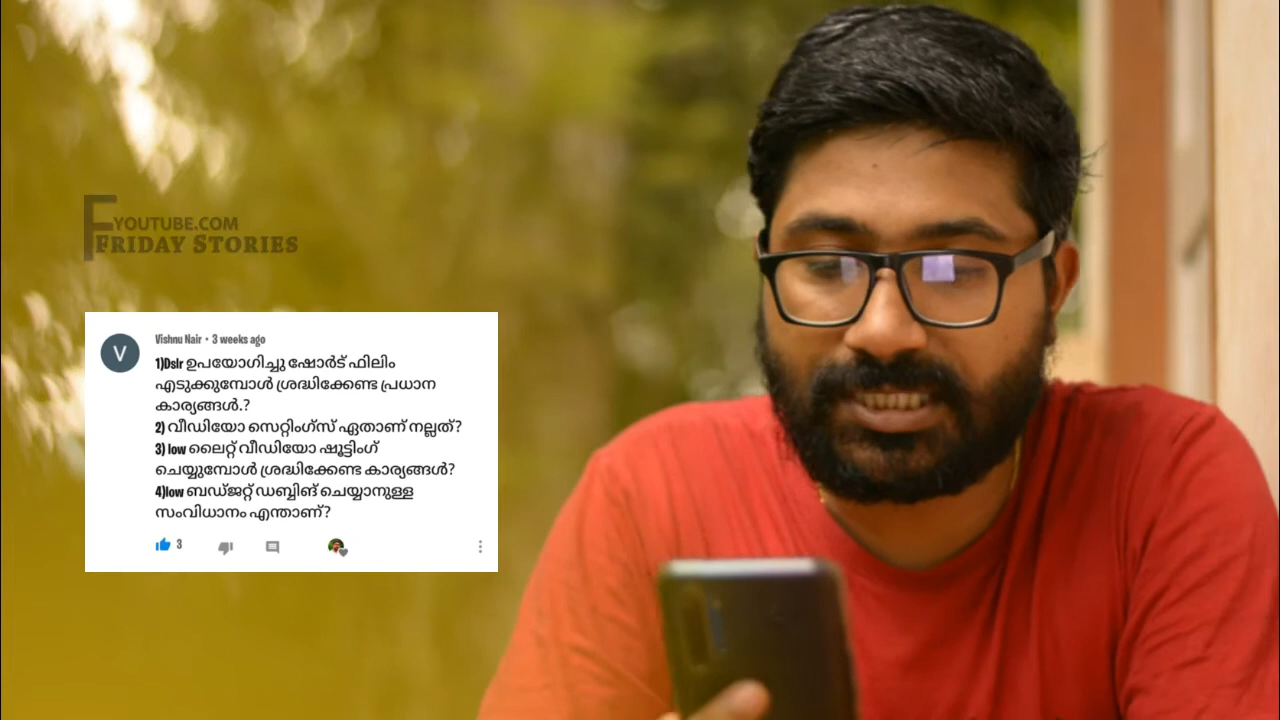 YOUTUBE.COM
FRIDAY STORIES
V
Vishnu Nair • 3 weeks ago
1)Dslr ഉപയോഗിച്ചു ഷോർട് ഫിലിം
എടുക്കുമ്പോൾ ശ്രദ്ധിക്കേണ്ട പ്രധാന
കാര്യങ്ങൾ.?
2) വീഡിയോ സെറ്റിംഗ്സ് ഏതാണ് നല്ലത്?
3) low ലൈറ്റ് വീഡിയോ ഷൂട്ടിംഗ്
ചെയ്യുമ്പോൾ ശ്രദ്ധിക്കേണ്ട കാര്യങ്ങൾ?
4)low ബഡ്ജറ്റ് ഡബ്ബിങ് ചെയ്യാനുള്ള
സംവിധാനം എന്താണ്?
3